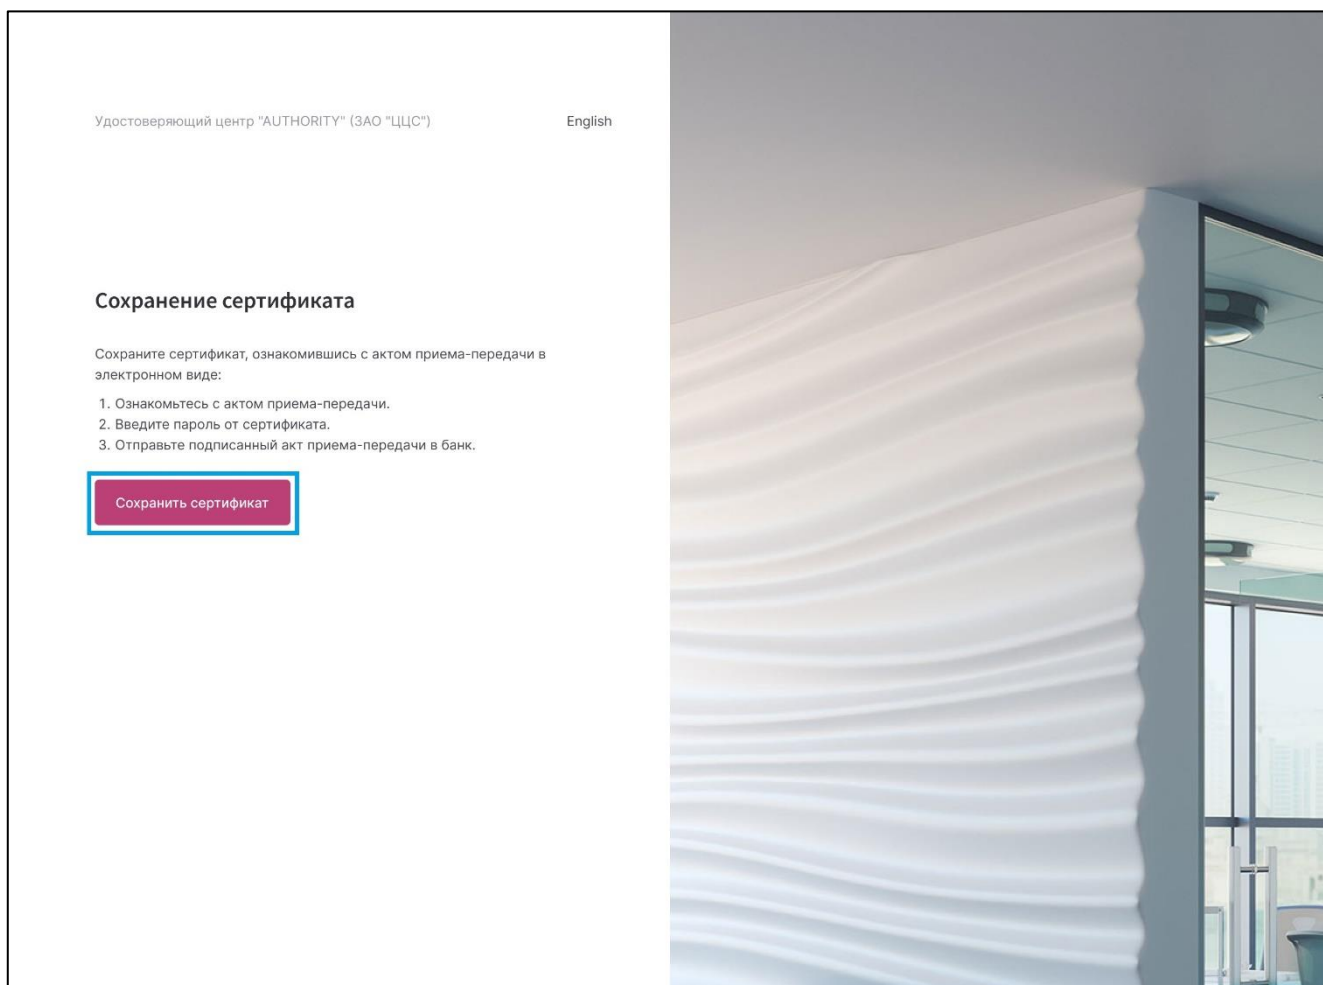 Удостоверяющий центр "AUTHORITY" (ЗАО "ЦЦС")
English
Сохранение сертификата
Сохраните сертификат, ознакомившись с актом приема-передачи в
электронном виде:
1. Ознакомьтесь с актом приема-передачи.
2. Введите пароль от сертификата.
3. Отправьте подписанный акт приема-передачи в банк.
Сохранить сертификат